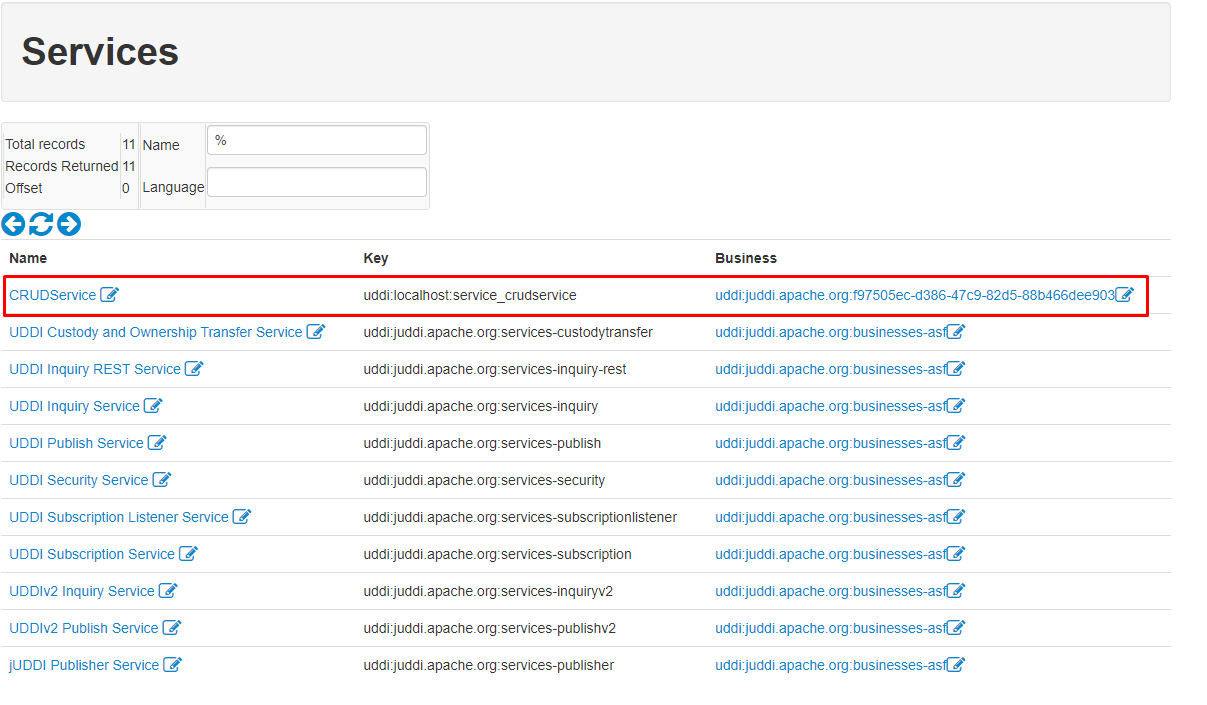 Services
Total records 11
Records Returned 11
Offset 0
Name %
Language
Name Key Business
CRUDService uddi:localhost:service_crudservice uddi:juddi.apache.org:f97505ec-d386-47c9-82d5-88b466dee903
UDDI Custody and Ownership Transfer Service uddi:juddi.apache.org:services-custodytransfer uddi:juddi.apache.org:businesses-asf
UDDI Inquiry REST Service uddi:juddi.apache.org:services-inquiry-rest uddi:juddi.apache.org:businesses-asf
UDDI Inquiry Service uddi:juddi.apache.org:services-inquiry uddi:juddi.apache.org:businesses-asf
UDDI Publish Service uddi:juddi.apache.org:services-publish uddi:juddi.apache.org:businesses-asf
UDDI Security Service uddi:juddi.apache.org:services-security uddi:juddi.apache.org:businesses-asf
UDDI Subscription Listener Service uddi:juddi.apache.org:services-subscriptionlistener uddi:juddi.apache.org:businesses-asf
UDDI Subscription Service uddi:juddi.apache.org:services-subscription uddi:juddi.apache.org:businesses-asf
UDDIv2 Inquiry Service uddi:juddi.apache.org:services-inquiryv2 uddi:juddi.apache.org:businesses-asf
UDDIv2 Publish Service uddi:juddi.apache.org:services-publishv2 uddi:juddi.apache.org:businesses-asf
jUDDI Publisher Service uddi:juddi.apache.org:services-publisher uddi:juddi.apache.org:businesses-asf